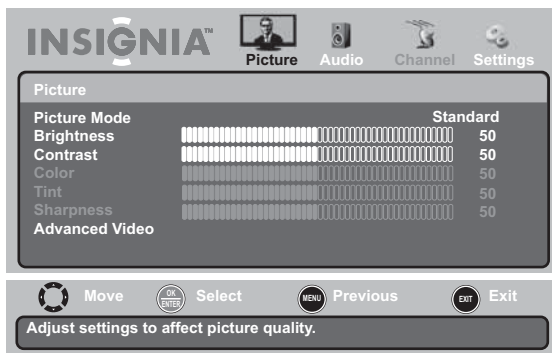 INSIGNIA™
Picture Audio Channel Settings
Picture
Picture Mode Standard
Brightness 50
Contrast 50
Color 50
Tint 50
Sharpness 50
Advanced Video
Move OK ENTER Select MENU Previous EXIT Exit
Adjust settings to affect picture quality.